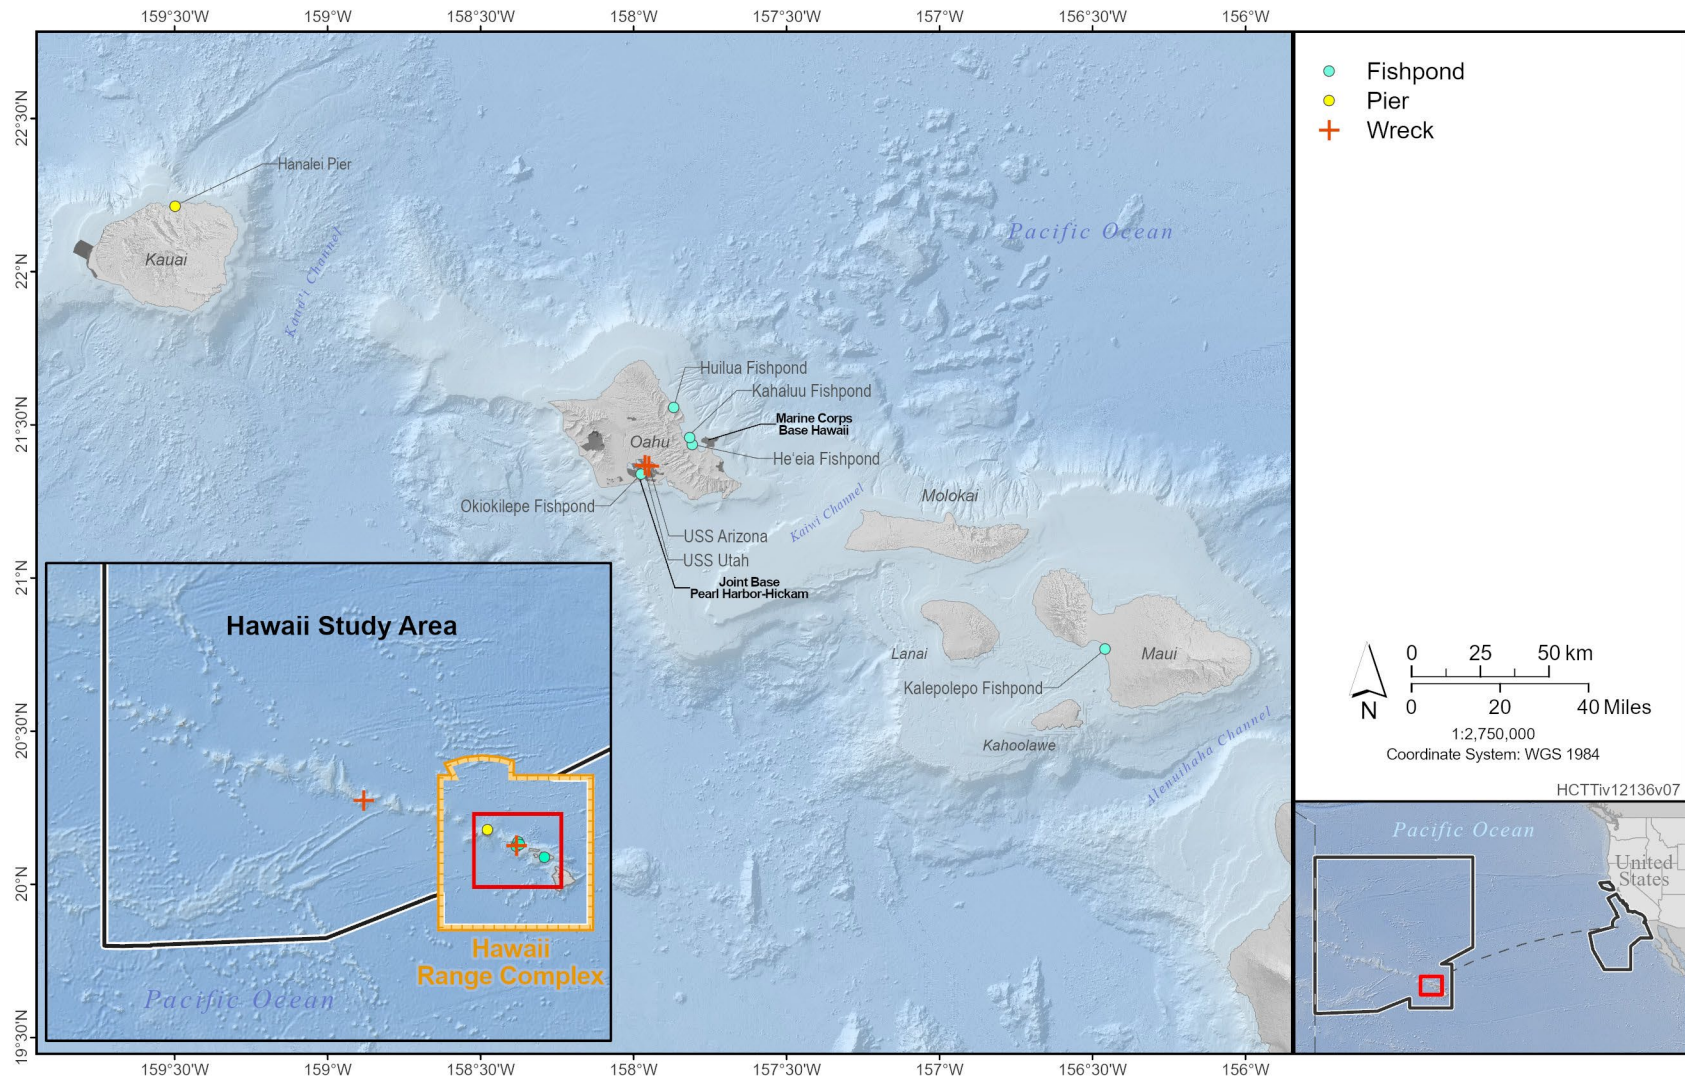 159°30'W
159°W
158°30'W
158°W
157°30'W
157°W
156°30'W
156°W
22°30'N
22°N
21°30'N
21°N
20°30'N
20°N
19°30'N
Hanalei Pier
Kauai
Kaua'i Channel
Pacific Ocean
Huilua Fishpond
Kahaluu Fishpond
Marine Corps
Base Hawaii
Oahu
He'eia Fishpond
Okiokilepe Fishpond
USS Arizona
USS Utah
Joint Base
Pearl Harbor-Hickam
Kaiwi Channel
Molokai
Lanai
Maui
Kalepolepo Fishpond
Kahoolawe
Alenuihaha Channel
Hawaii Study Area
Hawaii
Range Complex
Pacific Ocean
159°30'W
159°W
158°30'W
158°W
157°30'W
157°W
156°30'W
156°W
Fishpond
Pier
Wreck
0 25 50 km
N
0 20 40 Miles
1:2,750,000
Coordinate System: WGS 1984
HCTTiv12136v07
Pacific Ocean
United
States